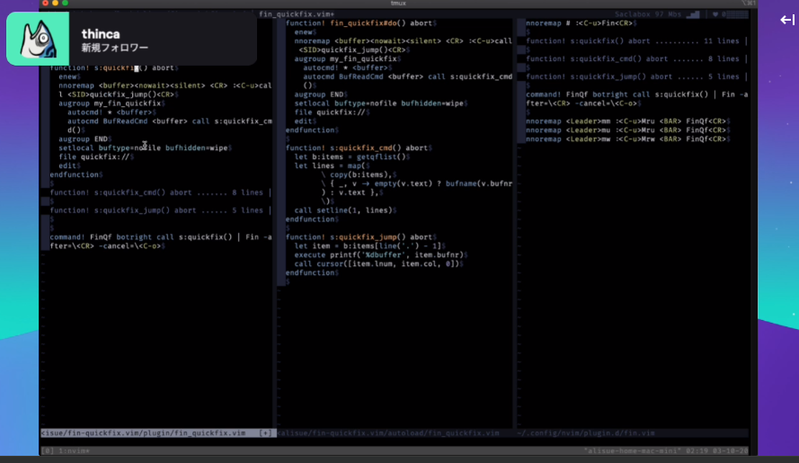 tmux
fin_quickfix.vim+
thinca
新規フォロワー
function! s:quickfix() abort$
enew$
nnoremap <buffer><nowait><silent> <CR> :<C-u>cal
l <SID>quickfix_jump()<CR>$
augroup my_fin_quickfix$
autocmd! * <buffer>$
autocmd BufReadCmd <buffer> call s:quickfix_cm
d()$
augroup END$
setlocal buftype=nofile bufhidden=wipe$
file quickfix://$
edit$
endfunction$
$
function! s:quickfix_cmd() abort ....... 8 lines |
$
function! s:quickfix_jump() abort ...... 5 lines |
$
$
command! FinQf botright call s:quickfix() | Fin -a
fter=\<CR> -cancel=\<C-o>$
$
<isue/fin-quickfix.vim/plugin/fin_quickfix.vim [+]
function! fin_quickfix#do() abort$
enew$
nnoremap <buffer><nowait><silent> <CR> :<C-u>call
<SID>quickfix_jump()<CR>$
augroup my_fin_quickfix$
autocmd! * <buffer>$
autocmd BufReadCmd <buffer> call s:quickfix_cmd
()$
augroup END$
setlocal buftype=nofile bufhidden=wipe$
file quickfix://$
edit$
endfunction$
$
function! s:quickfix_cmd() abort$
let b:items = getqflist()$
let lines = map($
\ copy(b:items),$
\ { _, v -> empty(v.text) ? bufname(v.bufnr
) : v.text },$
\)$
call setline(1, lines)$
endfunction$
$
function! s:quickfix_jump() abort$
let item = b:items[line('.') - 1]$
execute printf('%dbuffer', item.bufnr)$
call cursor([item.lnum, item.col, 0])$
endfunction$
$
<alisue/fin-quickfix.vim/autoload/fin_quickfix.vim
nnoremap # :<C-u>Fin<CR>$
$
function! s:quickfix() abort .......... 11 lines |
$
function! s:quickfix_cmd() abort ....... 8 lines |
$
function! s:quickfix_jump() abort ...... 5 lines |
$
command! FinQf botright call s:quickfix() | Fin -a
fter=\<CR> -cancel=\<C-o>$
$
nnoremap <Leader>mm :<C-u>Mru <BAR> FinQf<CR>$
nnoremap <Leader>mu :<C-u>Mru <BAR> FinQf<CR>$
nnoremap <Leader>mw :<C-u>Mrw <BAR> FinQf<CR>$
~/.config/nvim/plugin.d/fin.vim
[0] 1:nvim*
"alisue-home-mac-mini" 02:19 03-10-20